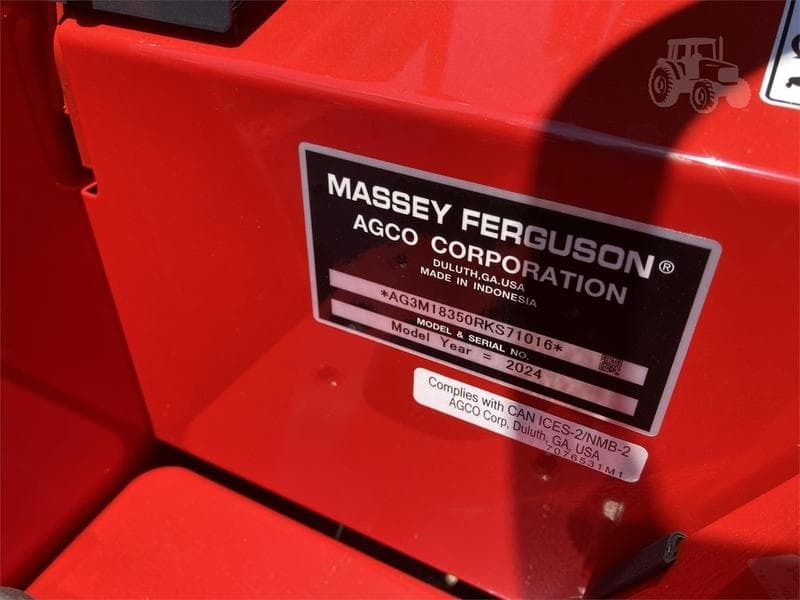 MASSEY FERGUSON®
AGCO CORPORATION
DULUTH,GA.USA
MADE IN INDONESIA
*AG3M18350RKS71016*
MODEL & SERIAL NO.
Model Year = 2024
Complies with CAN ICES-2/NMB-2
AGCO Corp, Duluth, GA, USA
7076531M1